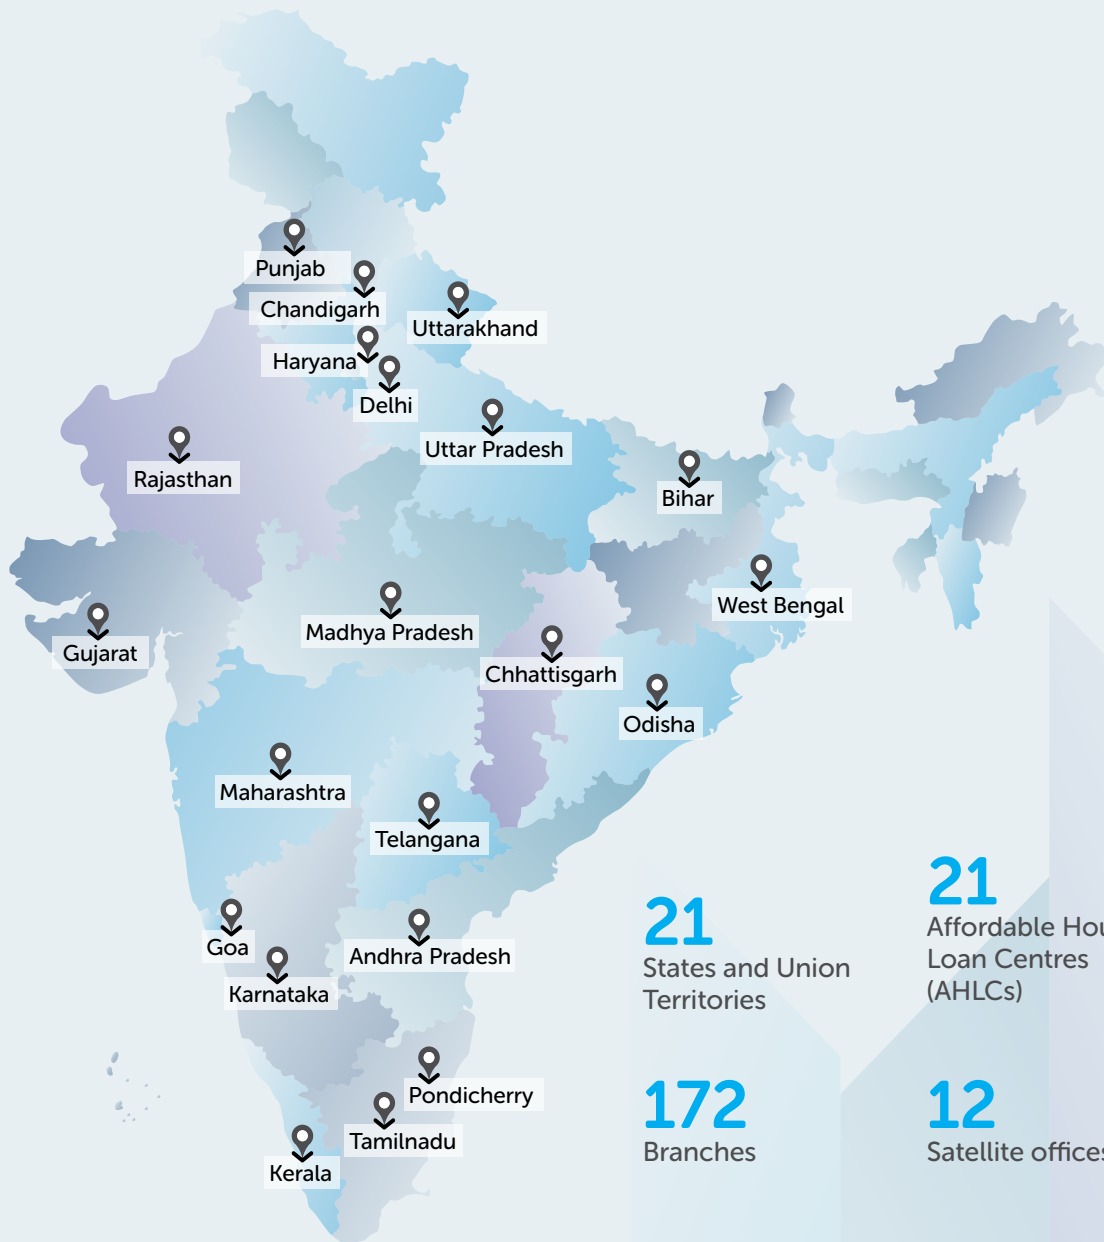 Punjab
Chandigarh
Uttarakhand
Haryana
Delhi
Uttar Pradesh
Rajasthan
Bihar
West Bengal
Madhya Pradesh
Gujarat
Chhattisgarh
Odisha
Maharashtra
Telangana
Goa
Andhra Pradesh
Karnataka
Pondicherry
Tamilnadu
Kerala
21
States and Union
Territories
21
Affordable
Loan Centres
(AHLCs)
172
Branches
12
Satellite offices